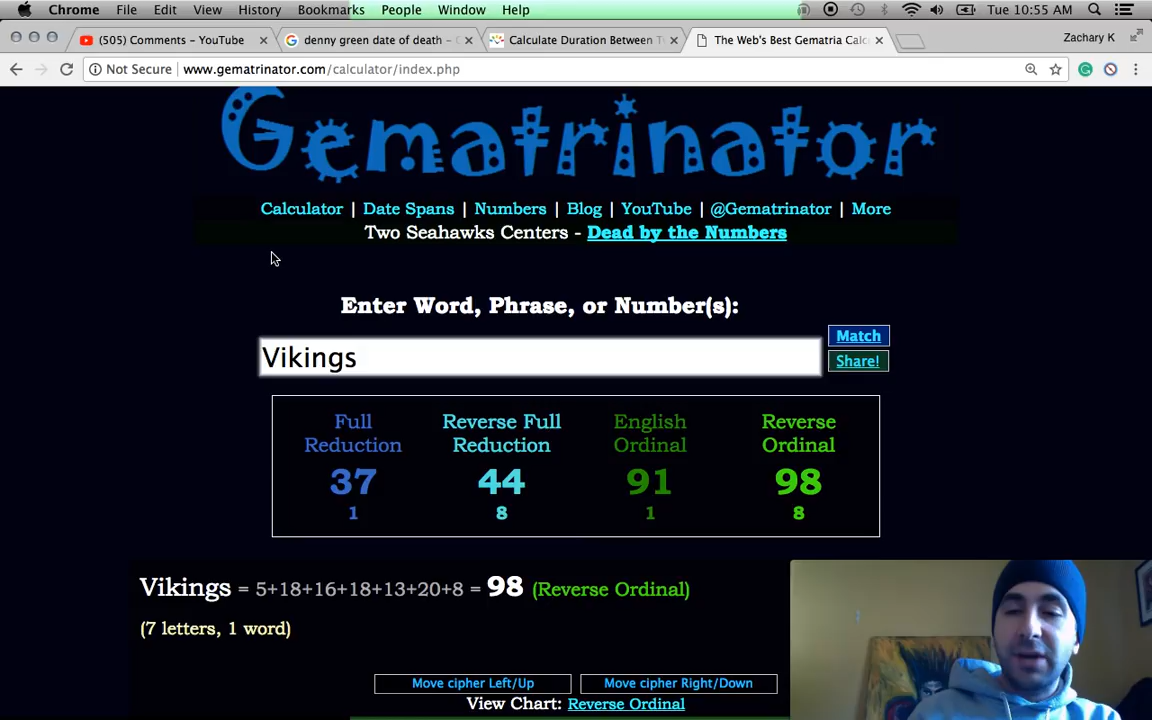 Chrome File Edit View History Bookmarks People Window Help Tue 10:55 AM
(505) Comments - YouTube denny green date of death - Calculate Duration Between Tw The Web's Best Gematria Calc Zachary K
Not Secure www.gematrinator.com/calculator/index.php
Gematrinator
Calculator | Date Spans | Numbers | Blog | YouTube | @Gematrinator | More
Two Seahawks Centers - Dead by the Numbers
Enter Word, Phrase, or Number(s):
Vikings
Match
Share!
Full Reduction
37
1
Reverse Full Reduction
44
8
English Ordinal
91
1
Reverse Ordinal
98
8
Vikings = 5+18+16+18+13+20+8 = 98 (Reverse Ordinal)
(7 letters, 1 word)
Move cipher Left/Up Move cipher Right/Down
View Chart: Reverse Ordinal